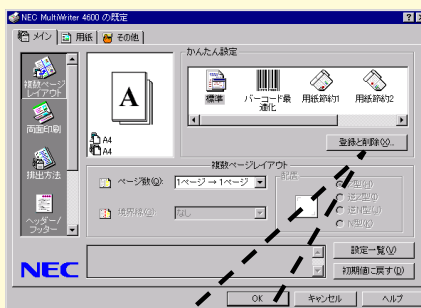 NEC MultiWriter 4600 の既定
メイン 用紙 その他
かんたん設定
複数ページ
レイアウト
両面印刷
排出方法
ヘッダー/
フッター
A
A4
A4
標準
バーコード最
適化
用紙節約1
用紙節約2
登録と削除(X)...
複数ページレイアウト
ページ数(Q):
1ページ → 1ページ
配置
境界線(G)
なし
設定一覧(V)
初期値に戻す(D)
NEC
OK キャンセル ヘルプ